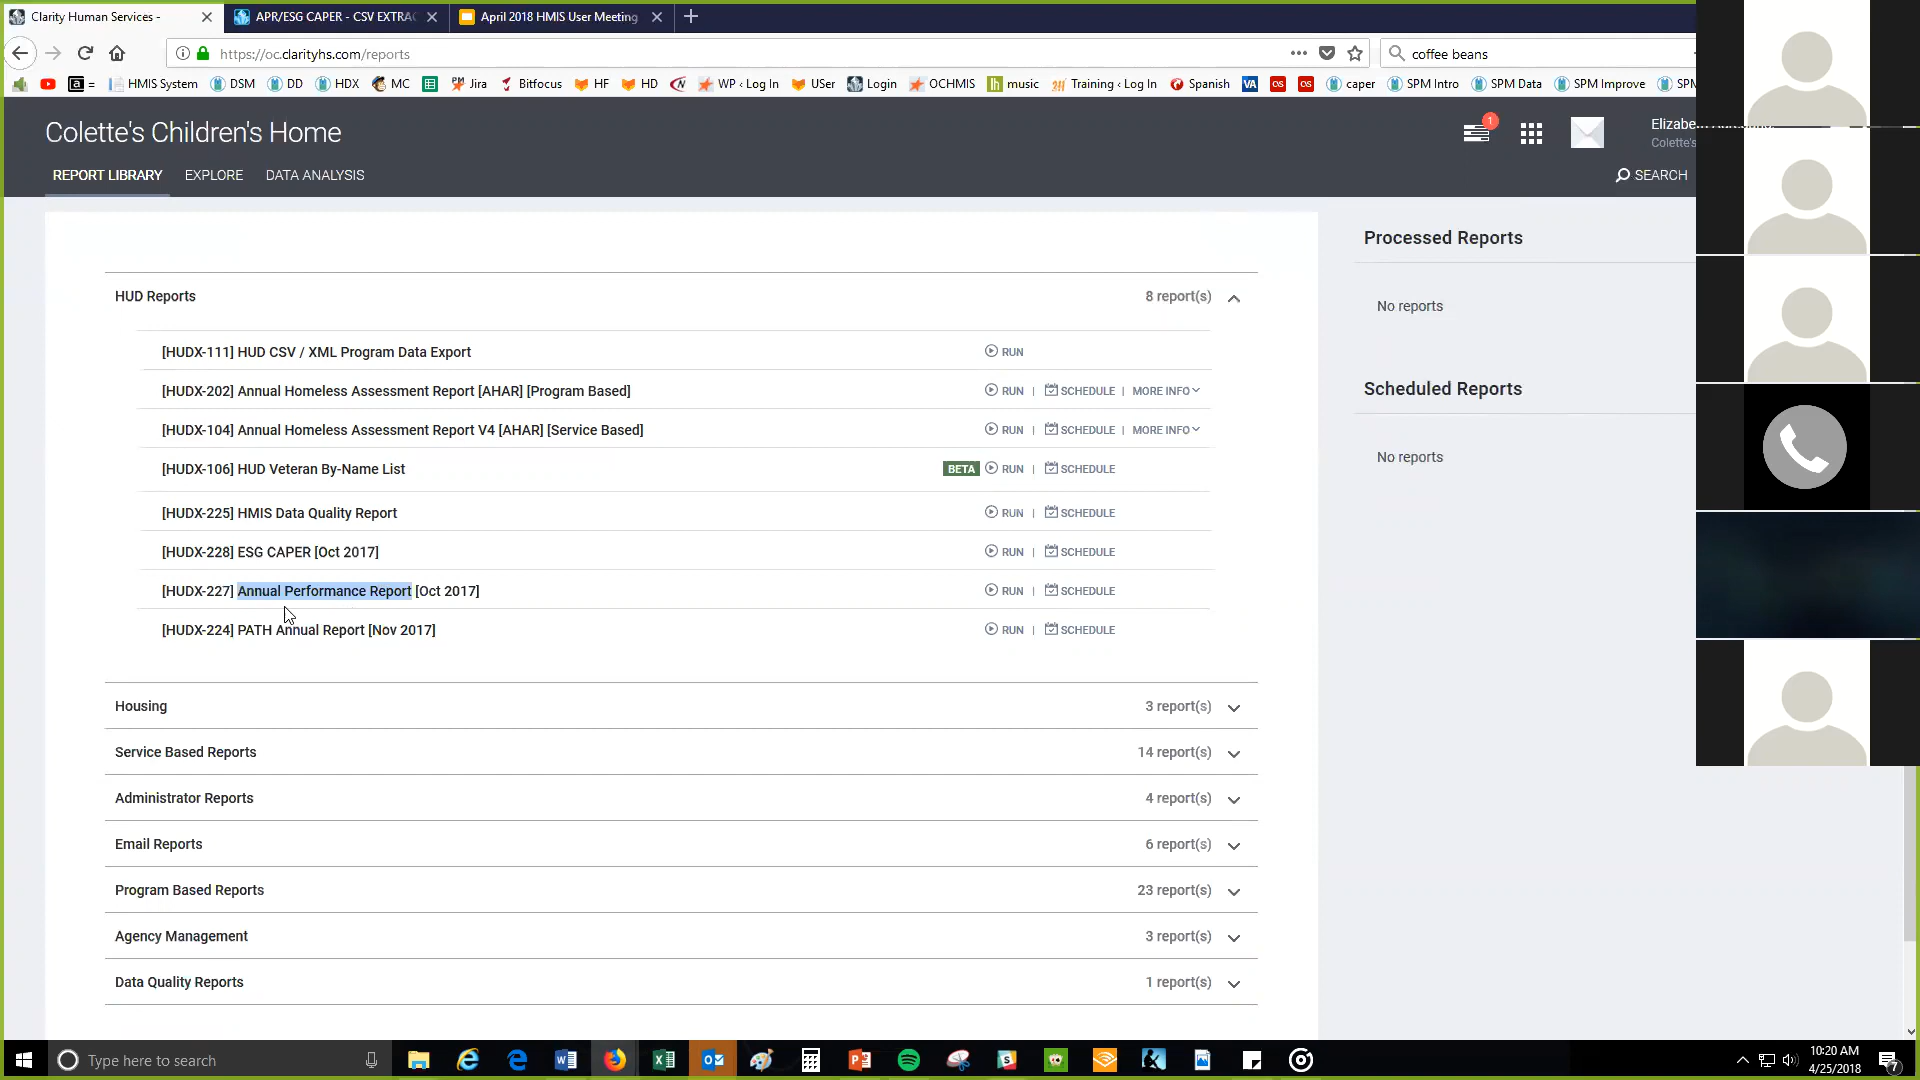 Clarity Human Services -
APR/ESG CAPER - CSV EXTRAC
April 2018 HMIS User Meeting
https://oc.clarityhs.com/reports
coffee beans
a =
HMIS System
DSM
DD
HDX
MC
Jira
Bitfocus
HF
HD
WP ‹ Log In
USer
Login
OCHMIS
music
Training ‹ Log In
Spanish
VA
caper
SPM Intro
SPM Data
SPM Improve
SPM
Colette's Children's Home
1
Elizabe
Colette's
REPORT LIBRARY
EXPLORE
DATA ANALYSIS
SEARCH
HUD Reports
8 report(s)
[HUDX-111] HUD CSV / XML Program Data Export
RUN
[HUDX-202] Annual Homeless Assessment Report [AHAR] [Program Based]
RUN | SCHEDULE | MORE INFO
[HUDX-104] Annual Homeless Assessment Report V4 [AHAR] [Service Based]
RUN | SCHEDULE | MORE INFO
[HUDX-106] HUD Veteran By-Name List
BETA RUN | SCHEDULE
[HUDX-225] HMIS Data Quality Report
RUN | SCHEDULE
[HUDX-228] ESG CAPER [Oct 2017]
RUN | SCHEDULE
[HUDX-227] Annual Performance Report [Oct 2017]
RUN | SCHEDULE
[HUDX-224] PATH Annual Report [Nov 2017]
RUN | SCHEDULE
Housing
3 report(s)
Service Based Reports
14 report(s)
Administrator Reports
4 report(s)
Email Reports
6 report(s)
Program Based Reports
23 report(s)
Agency Management
3 report(s)
Data Quality Reports
1 report(s)
Processed Reports
No reports
Scheduled Reports
No reports
Type here to search
10:20 AM
4/25/2018
7